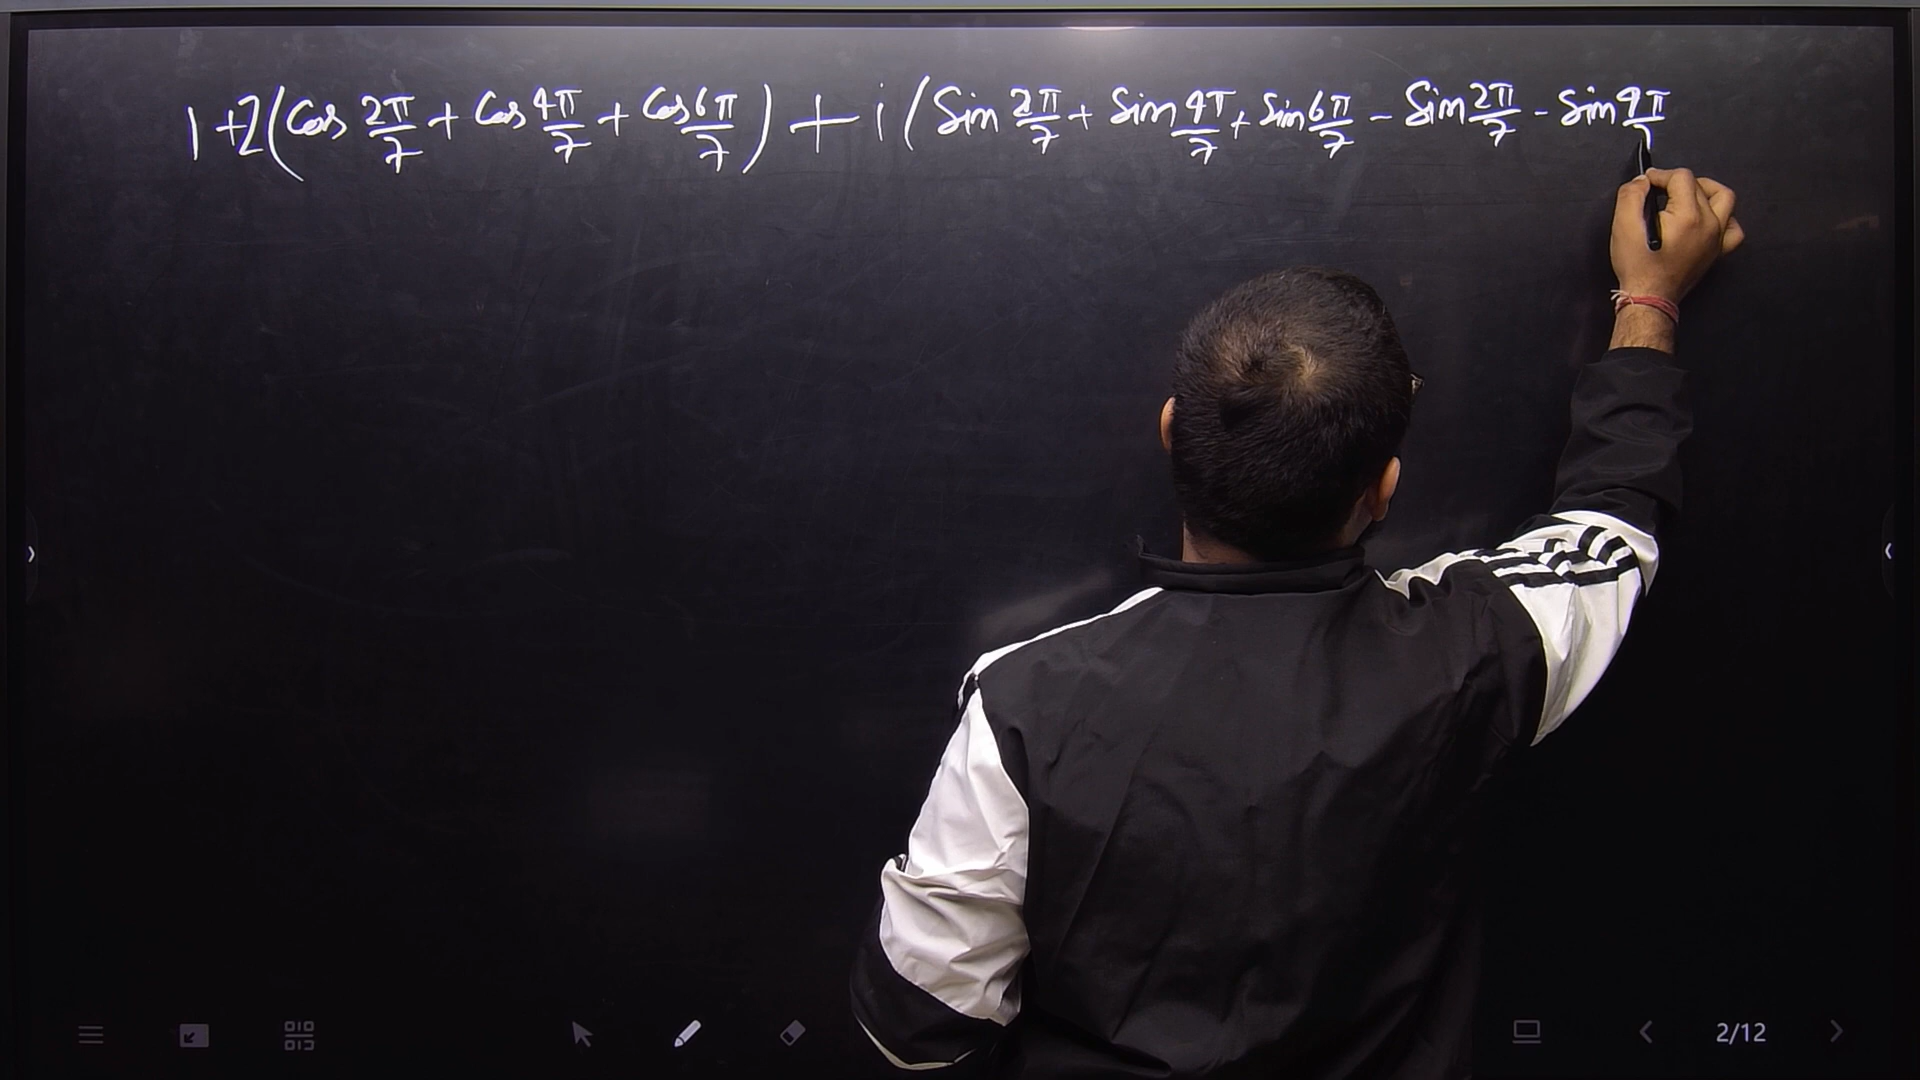 1+2(Cos 2π/7 + Cos 4π/7 + Cos 6π/7) + i(Sin 2π/7 + Sin 4π/7 + Sin 6π/7 - Sin 2π/7 - Sin 4π/7
2/12